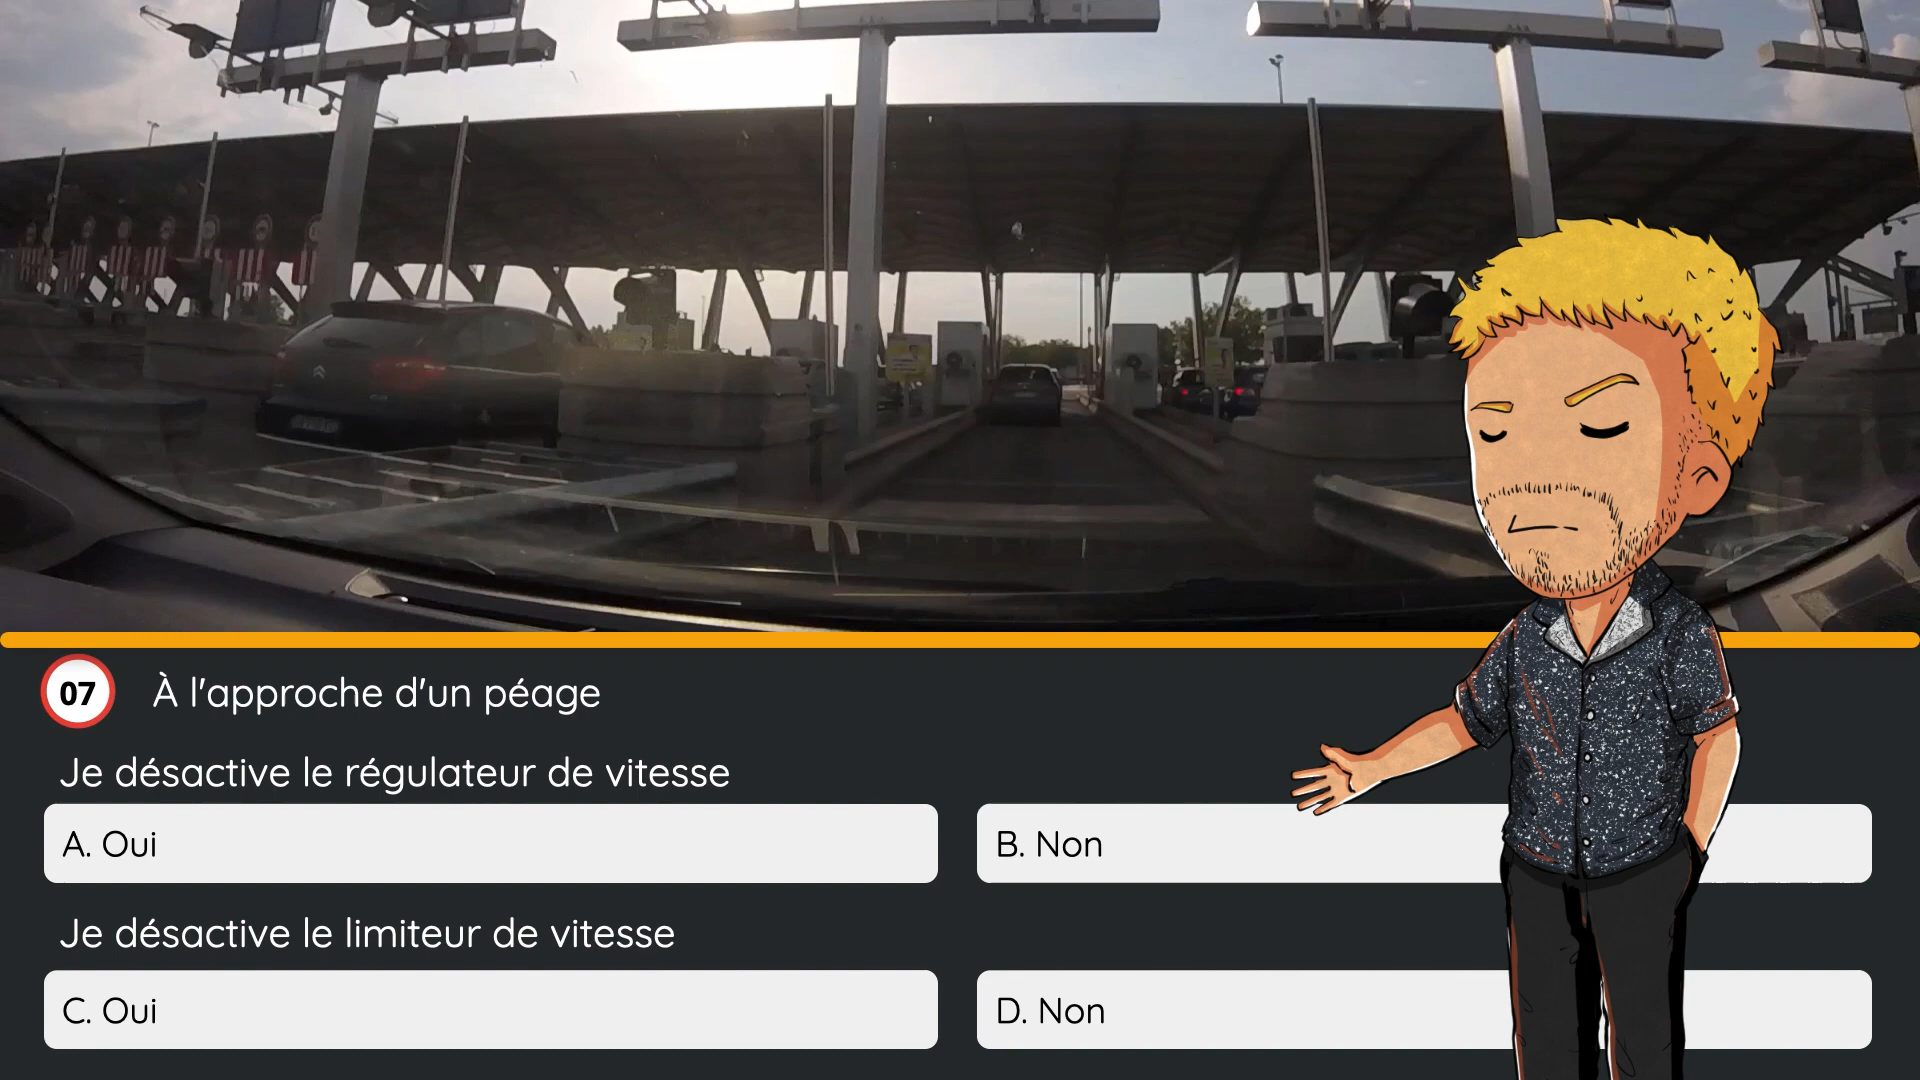 07 À l'approche d'un péage
Je désactive le régulateur de vitesse
A. Oui
B. Non
Je désactive le limiteur de vitesse
C. Oui
D. Non